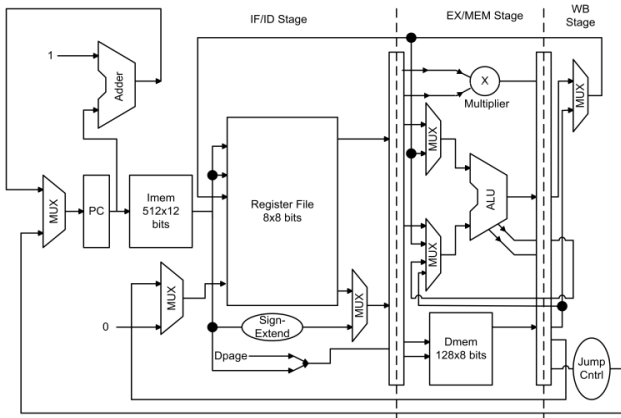 IF/ID Stage
EX/MEM Stage
WB
Stage
1
Adder
X
Multiplier
MUX
MUX
MUX
PC
Imem
512x12
bits
Register File
8x8 bits
ALU
MUX
MUX
MUX
0
Sign-
Extend
Dpage
Dmem
128x8 bits
Jump
Cntrl